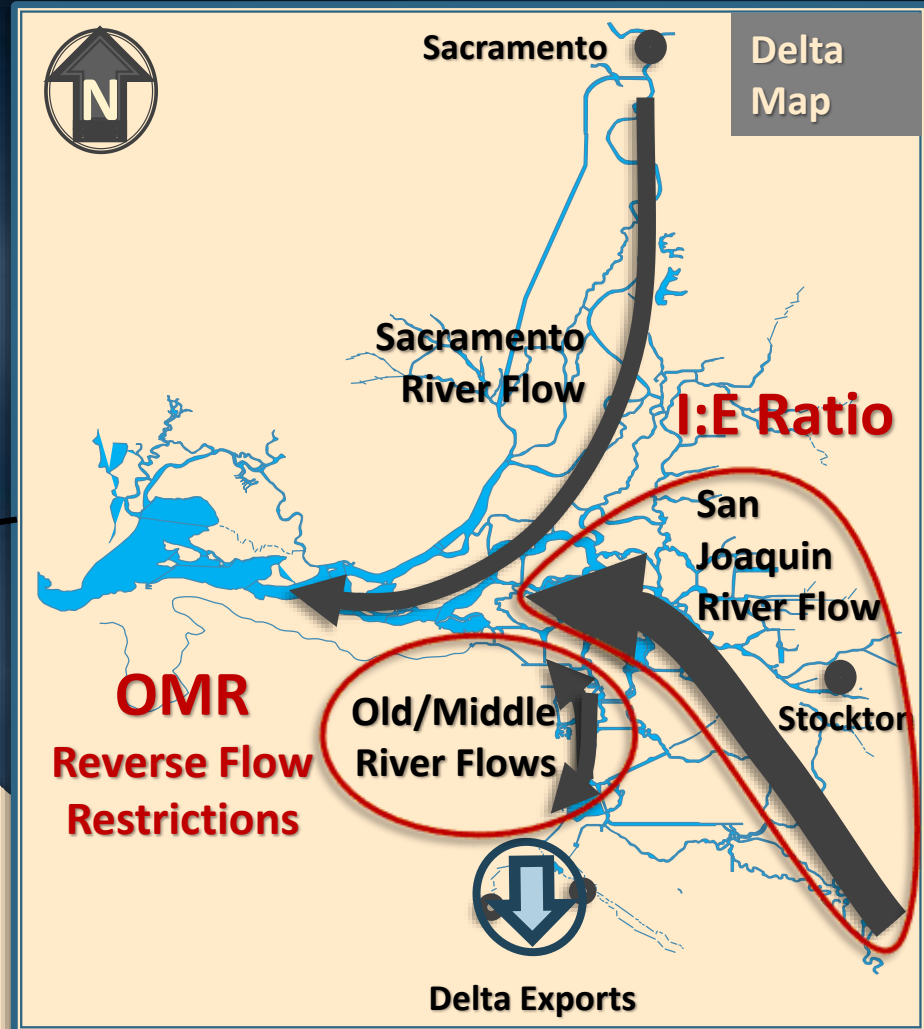 Sacramento
Delta
Map
N
Sacramento
River Flow
I:E Ratio
San
Joaquin
River Flow
OMR
Reverse Flow
Restrictions
Old/Middle
River Flows
Stockton
Delta Exports